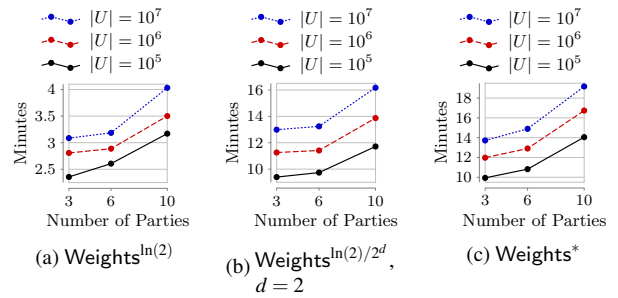 |U| = 10^7
|U| = 10^6
|U| = 10^5
4
3.5
3
2.5
Minutes
3 6 10
Number of Parties
(a) Weights^{ln(2)}
|U| = 10^7
|U| = 10^6
|U| = 10^5
16
14
12
10
Minutes
3 6 10
Number of Parties
(b) Weights^{ln(2)/2^d},
d = 2
|U| = 10^7
|U| = 10^6
|U| = 10^5
18
16
14
12
10
Minutes
3 6 10
Number of Parties
(c) Weights^*